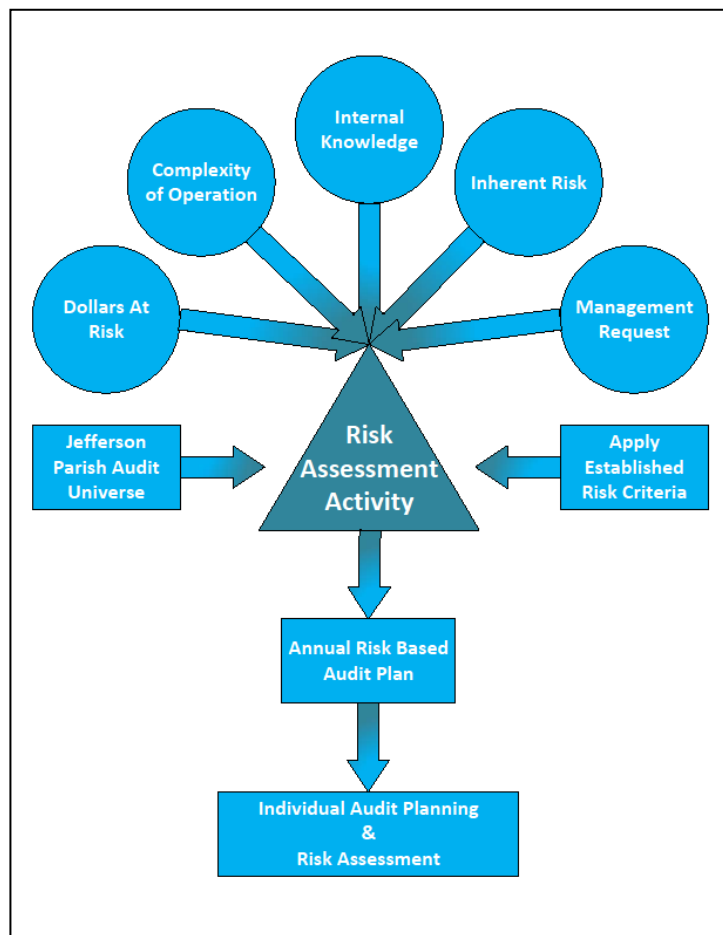 Internal
Knowledge
Complexity
of Operation
Inherent Risk
Dollars At
Risk
Management
Request
Jefferson
Parish Audit
Universe
Risk
Assessment
Activity
Apply
Established
Risk Criteria
Annual Risk Based
Audit Plan
Individual Audit Planning
&
Risk Assessment